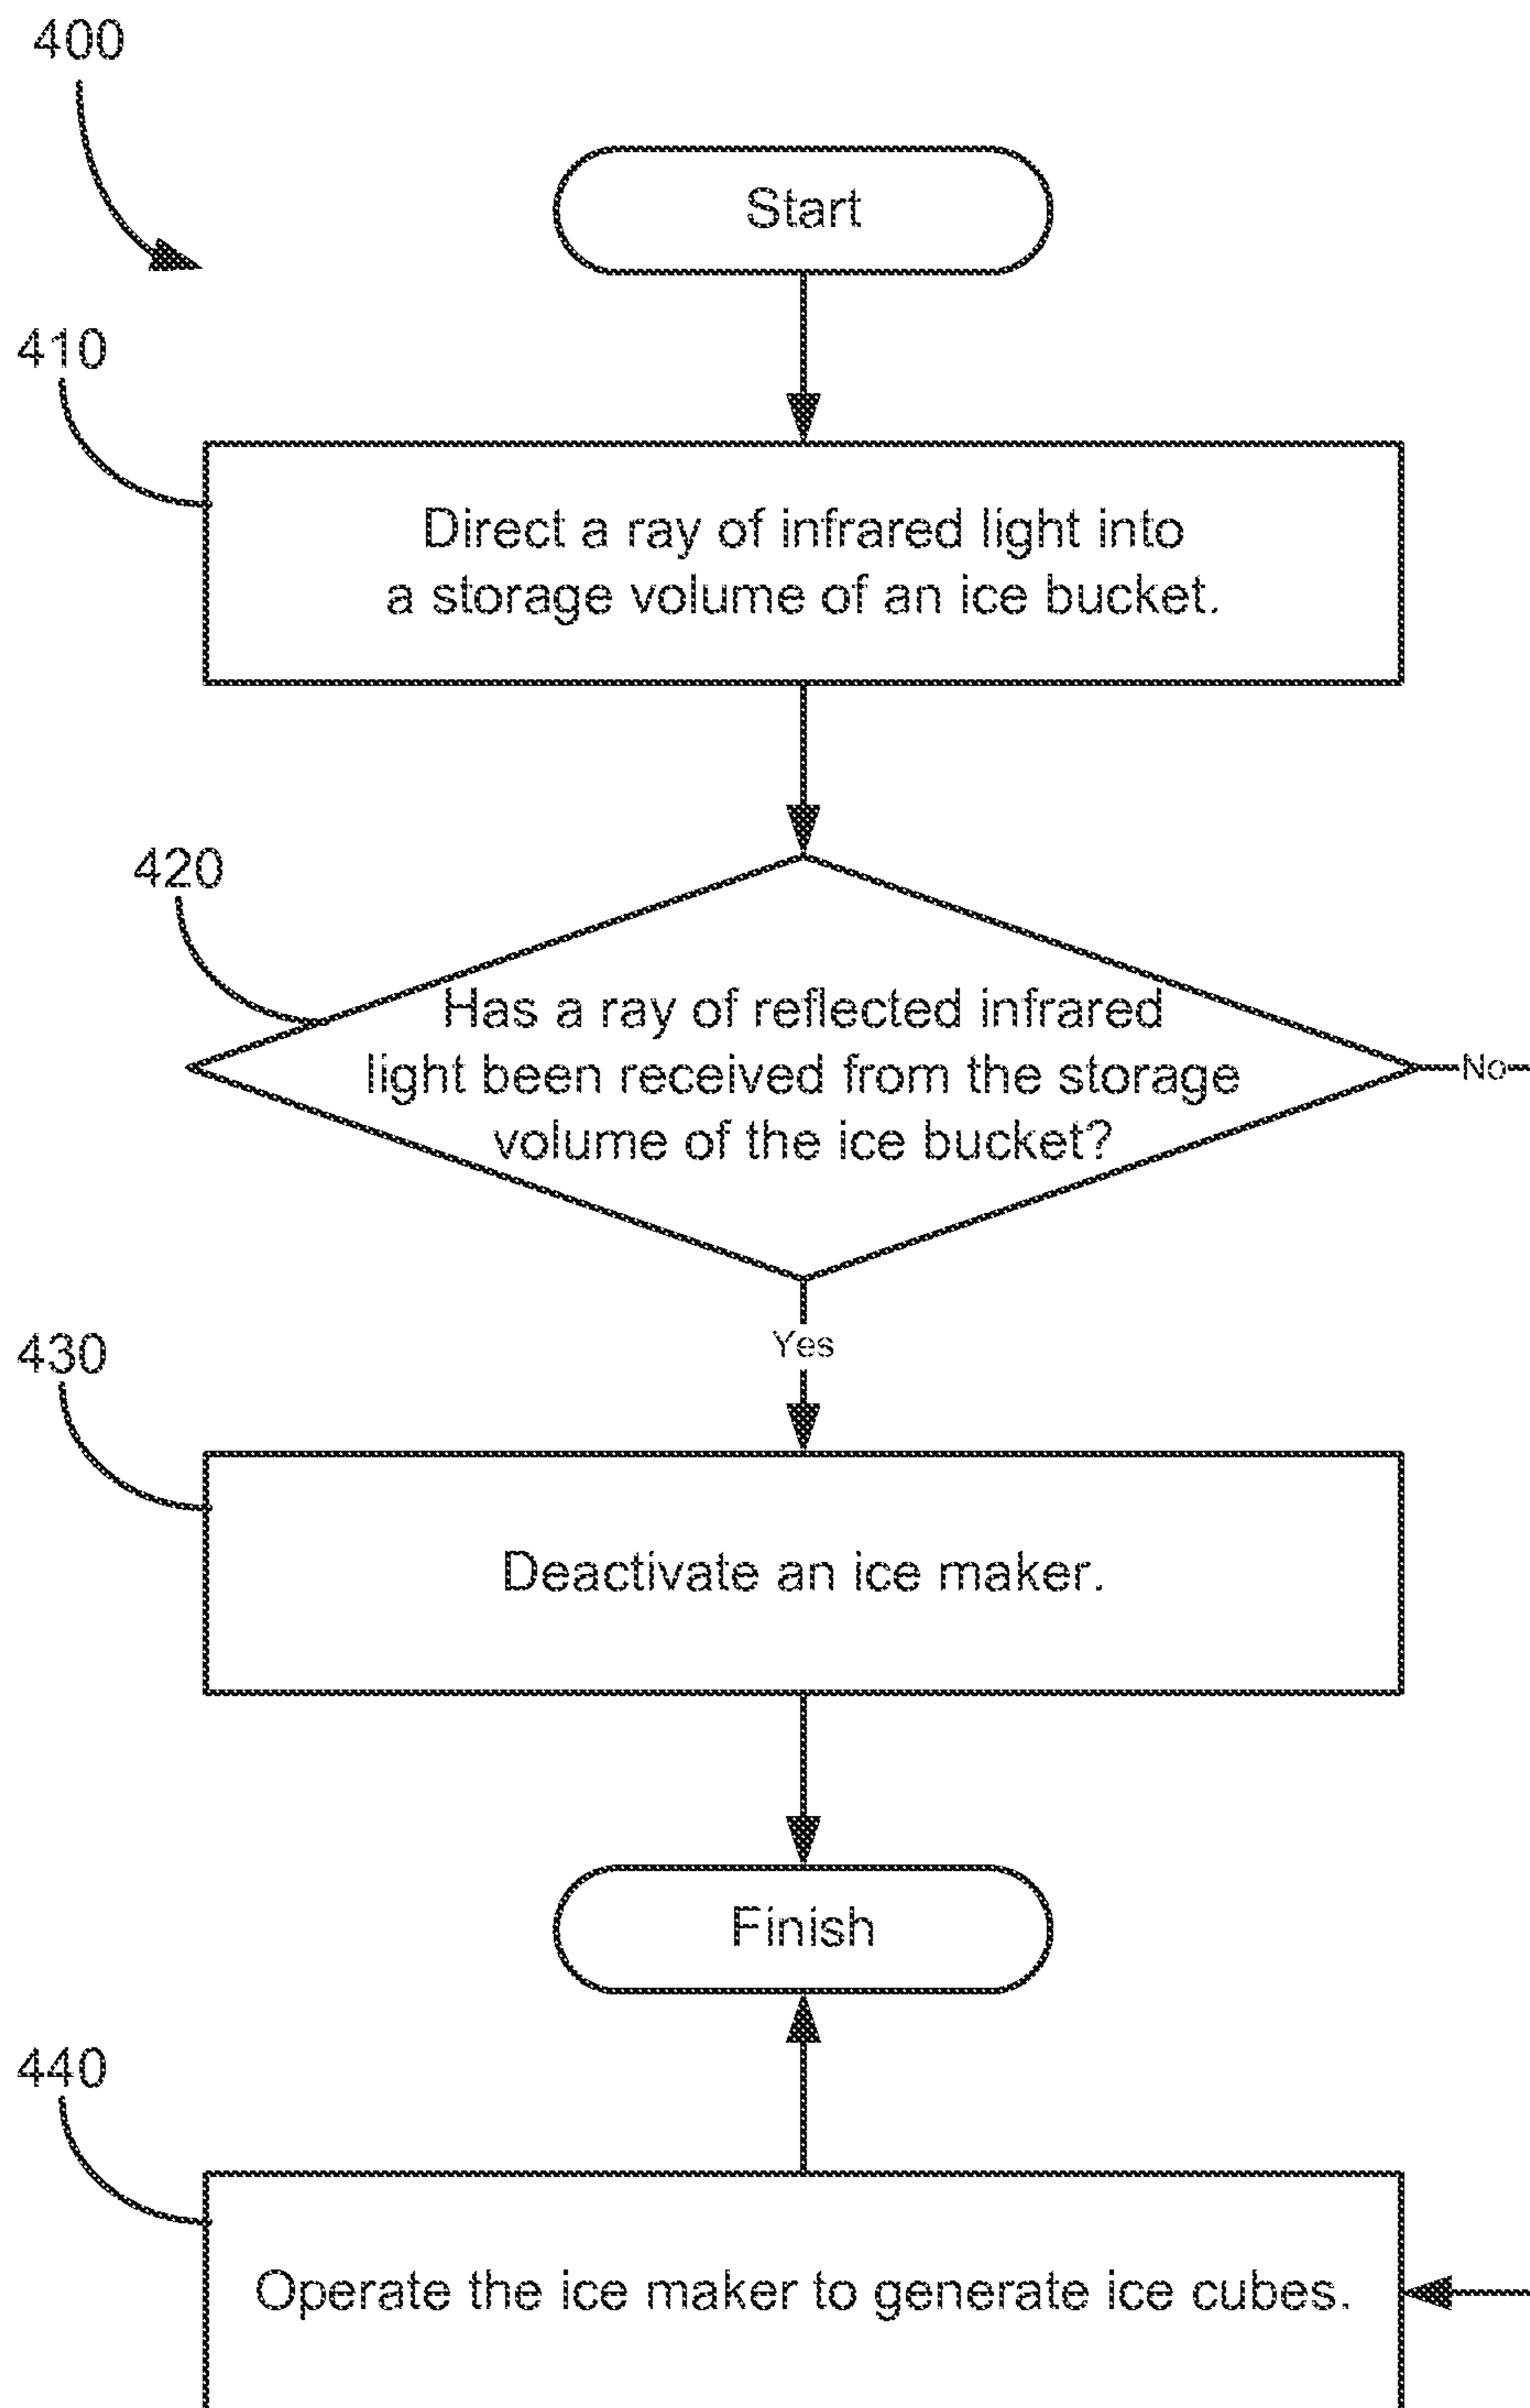 400
Start
410
Direct a ray of infrared light into
a storage volume of an ice bucket.
420
Has a ray of reflected infrared
light been received from the storage
volume of the ice bucket?
No
Yes
430
Deactivate an ice maker.
Finish
440
Operate the ice maker to generate ice cubes.